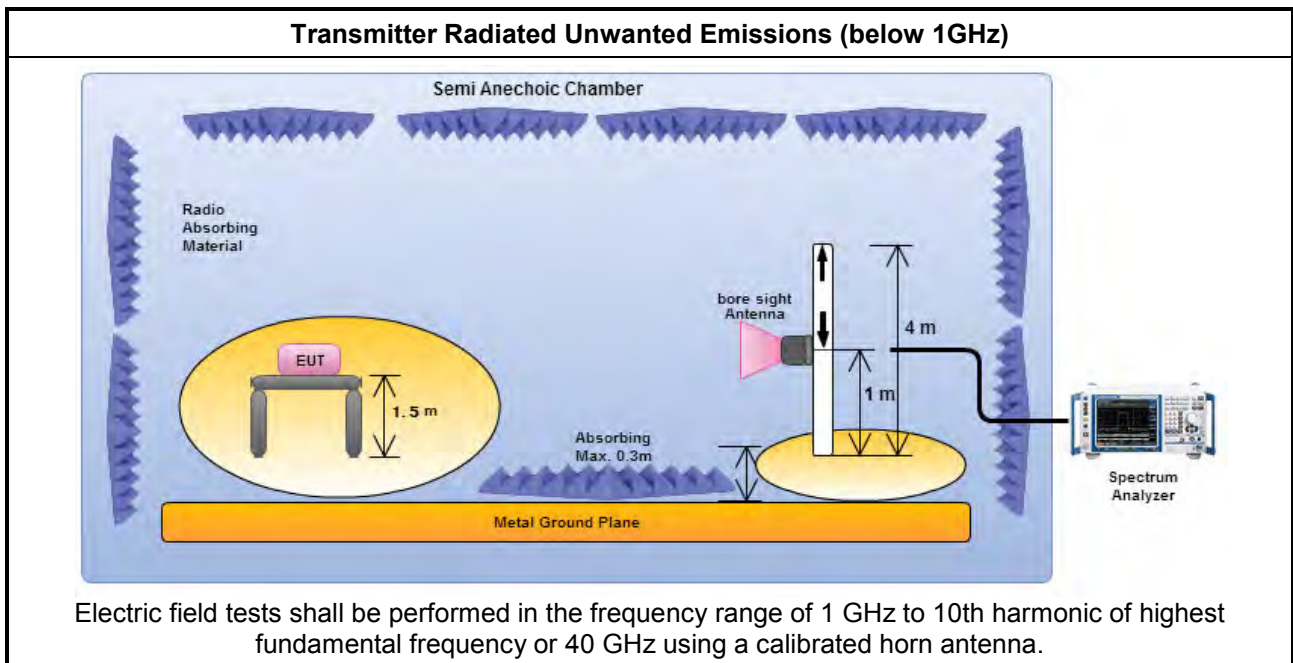 Transmitter Radiated Unwanted Emissions (below 1GHz)
Semi Anechoic Chamber
Radio
Absorbing
Material
bore sight
Antenna
4 m
EUT
1 m
1.5 m
Absorbing
Max. 0.3m
Spectrum
Analyzer
Metal Ground Plane
Electric field tests shall be performed in the frequency range of 1 GHz to 10th harmonic of highest
fundamental frequency or 40 GHz using a calibrated horn antenna.